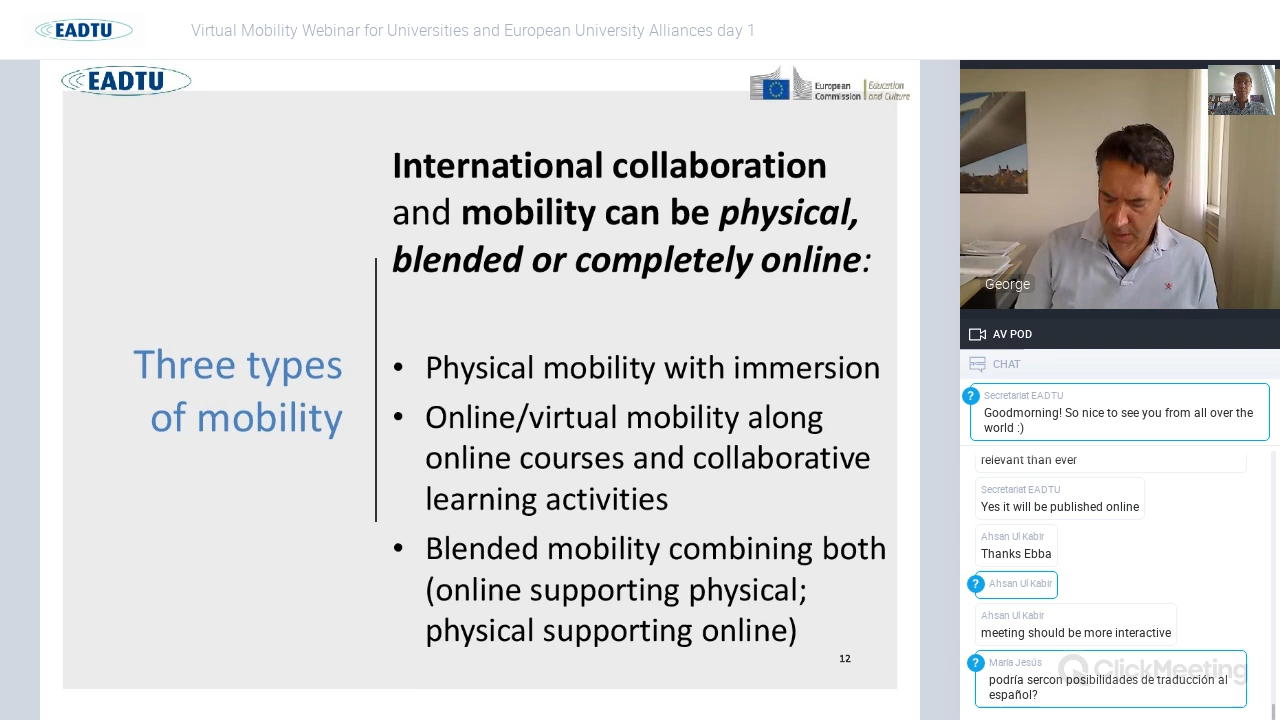 EADTU
Virtual Mobility Webinar for Universities and European University Alliances day 1
EADTU
European
Commission
Education
and Culture
International collaboration
and mobility can be physical,
blended or completely online:
Three types
of mobility
• Physical mobility with immersion
• Online/virtual mobility along
online courses and collaborative
learning activities
• Blended mobility combining both
(online supporting physical;
physical supporting online)
12
George
AV POD
CHAT
?
Secretariat EADTU
Goodmorning! So nice to see you from all over the
world :)
relevant than ever
Secretariat EADTU
Yes it will be published online
Ahsan Ul Kabir
Thanks Ebba
?
Ahsan Ul Kabir
Ahsan Ul Kabir
meeting should be more interactive
?
María Jesús
podría sercon posibilidades de traducción al
español?
ClickMeeting